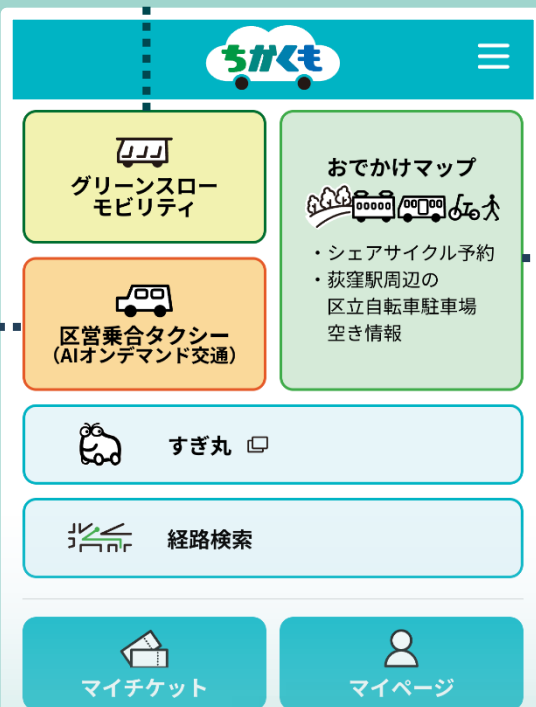 ちかくも
グリーンスロー
モビリティ
おでかけマップ
・シェアサイクル予約
・荻窪駅周辺の
区立自転車駐車場
空き情報
区営乗合タクシー
(AIオンデマンド交通)
すぎ丸
経路検索
マイチケット
マイページ